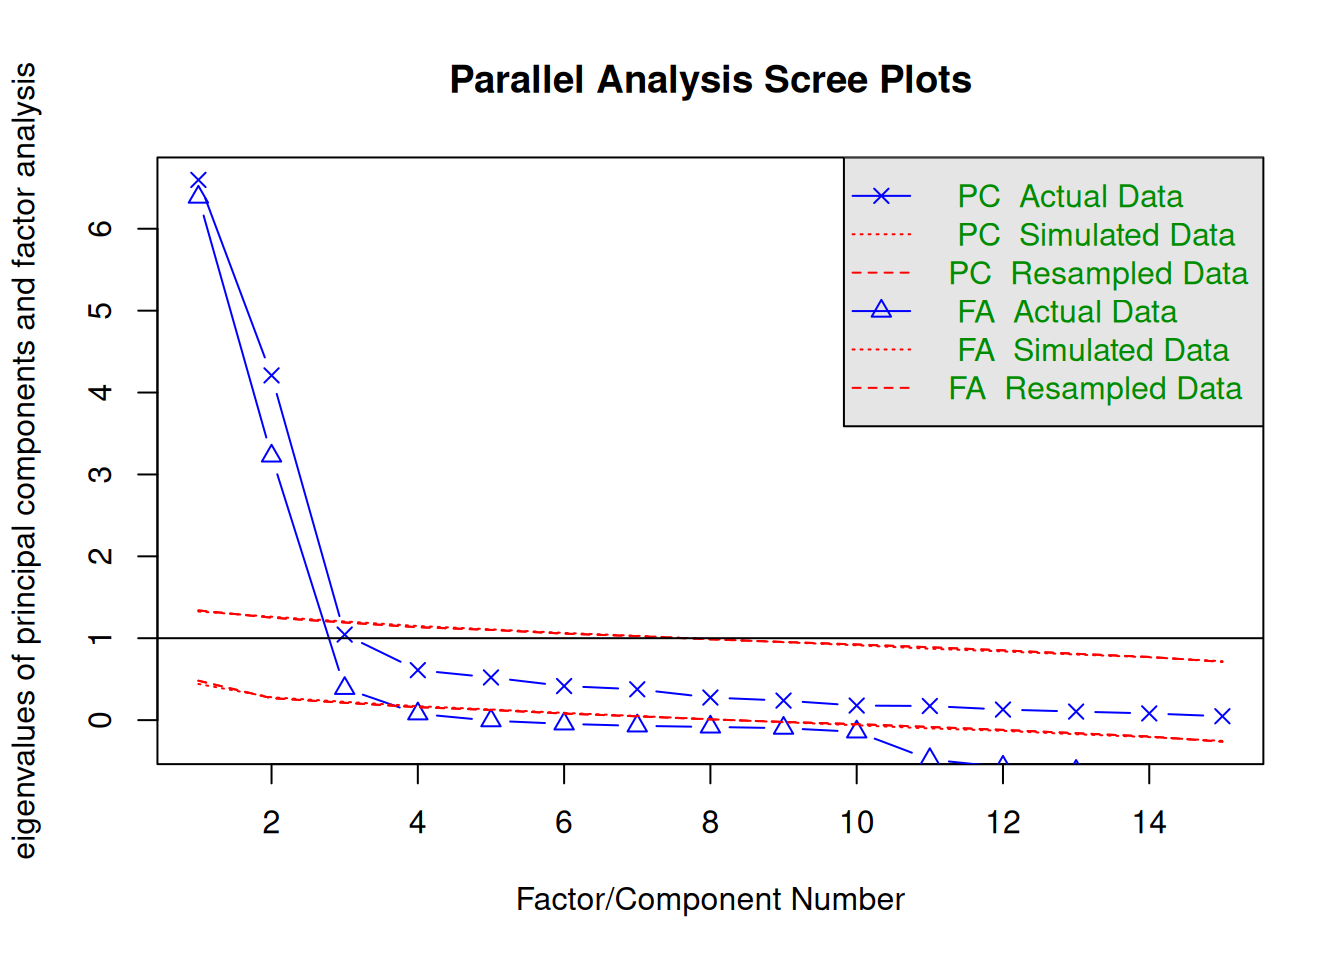 Parallel Analysis Scree Plots
eigenvalues of principal components and factor analysis
6
5
4
3
2
1
0
PC Actual Data
PC Simulated Data
PC Resampled Data
FA Actual Data
FA Simulated Data
FA Resampled Data
2 4 6 8 10 12 14
Factor/Component Number